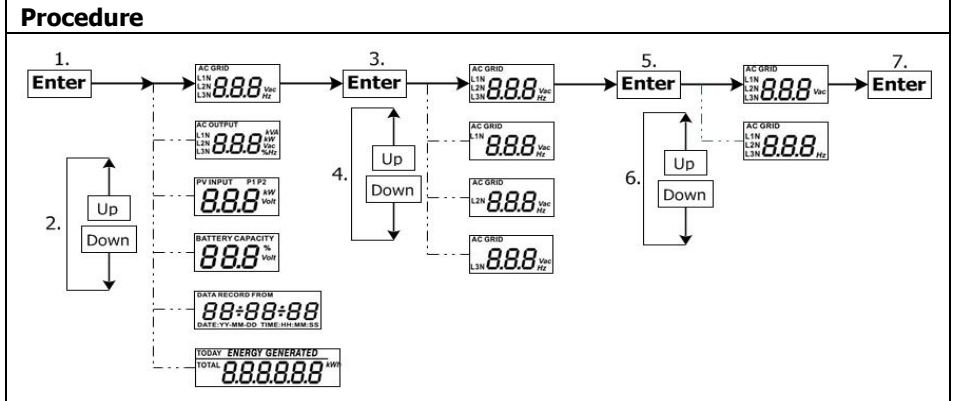 Procedure
1.
Enter
AC GRID
L1N
L2N
L3N
8.8.8
Vac
Hz
3.
Enter
AC GRID
L1N
L2N
L3N
8.8.8
Vac
Hz
5.
Enter
AC GRID
L1N
L2N
L3N
8.8.8
Vac
7.
Enter
AC OUTPUT
L1N
L2N
L3N
8.8.8
kVA
kW
Vac
%Hz
AC GRID
L1N
8.8.8
Vac
Hz
AC GRID
L1N
L2N
L3N
8.8.8
Hz
2.
Up
Down
PV INPUT P1 P2
8.8.8
kW
Volt
4.
Up
Down
AC GRID
L2N
8.8.8
Vac
Hz
6.
Up
Down
BATTERY CAPACITY
8.8.8
%
Volt
AC GRID
L3N
8.8.8
Vac
Hz
DATA RECORD FROM
88:88:88
DATE:YY-MM-DD TIME:HH:MM:SS
TODAY ENERGY GENERATED
TOTAL
8.8.8.8.8.8
kWh